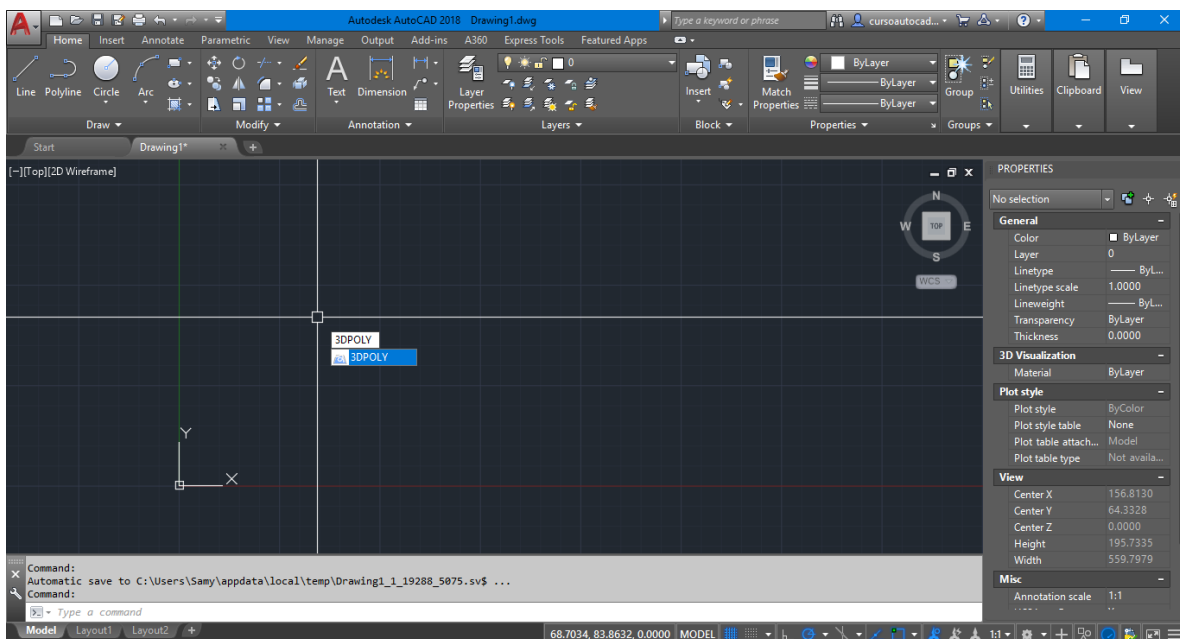 Autodesk AutoCAD 2018 Drawing1.dwg
Type a keyword or phrase
cursoautocad...
Home Insert Annotate Parametric View Manage Output Add-ins A360 Express Tools Featured Apps
Line Polyline Circle Arc
Text Dimension
Layer Properties
0
Insert
Match Properties
ByLayer
ByLayer
ByLayer
Group
Utilities Clipboard View
Draw Modify Annotation Layers Block Properties Groups
Start Drawing1* +
[−][Top][2D Wireframe]
N
W TOP E
S
WCS
3DPOLY
3DPOLY
Y
X
PROPERTIES
No selection
General
Color ByLayer
Layer 0
Linetype ByL...
Linetype scale 1.0000
Lineweight ByL...
Transparency ByLayer
Thickness 0.0000
3D Visualization
Material ByLayer
Plot style
Plot style ByColor
Plot style table None
Plot table attach... Model
Plot table type Not availa...
View
Center X 156.8130
Center Y 64.3328
Center Z 0.0000
Height 195.7335
Width 559.7979
Misc
Annotation scale 1:1
Command:
Automatic save to C:\Users\Samy\appdata\local\temp\Drawing1_1_19288_5075.sv$ ...
Command:
Type a command
Model Layout1 Layout2 +
68.7034, 83.8632, 0.0000 MODEL 1:1